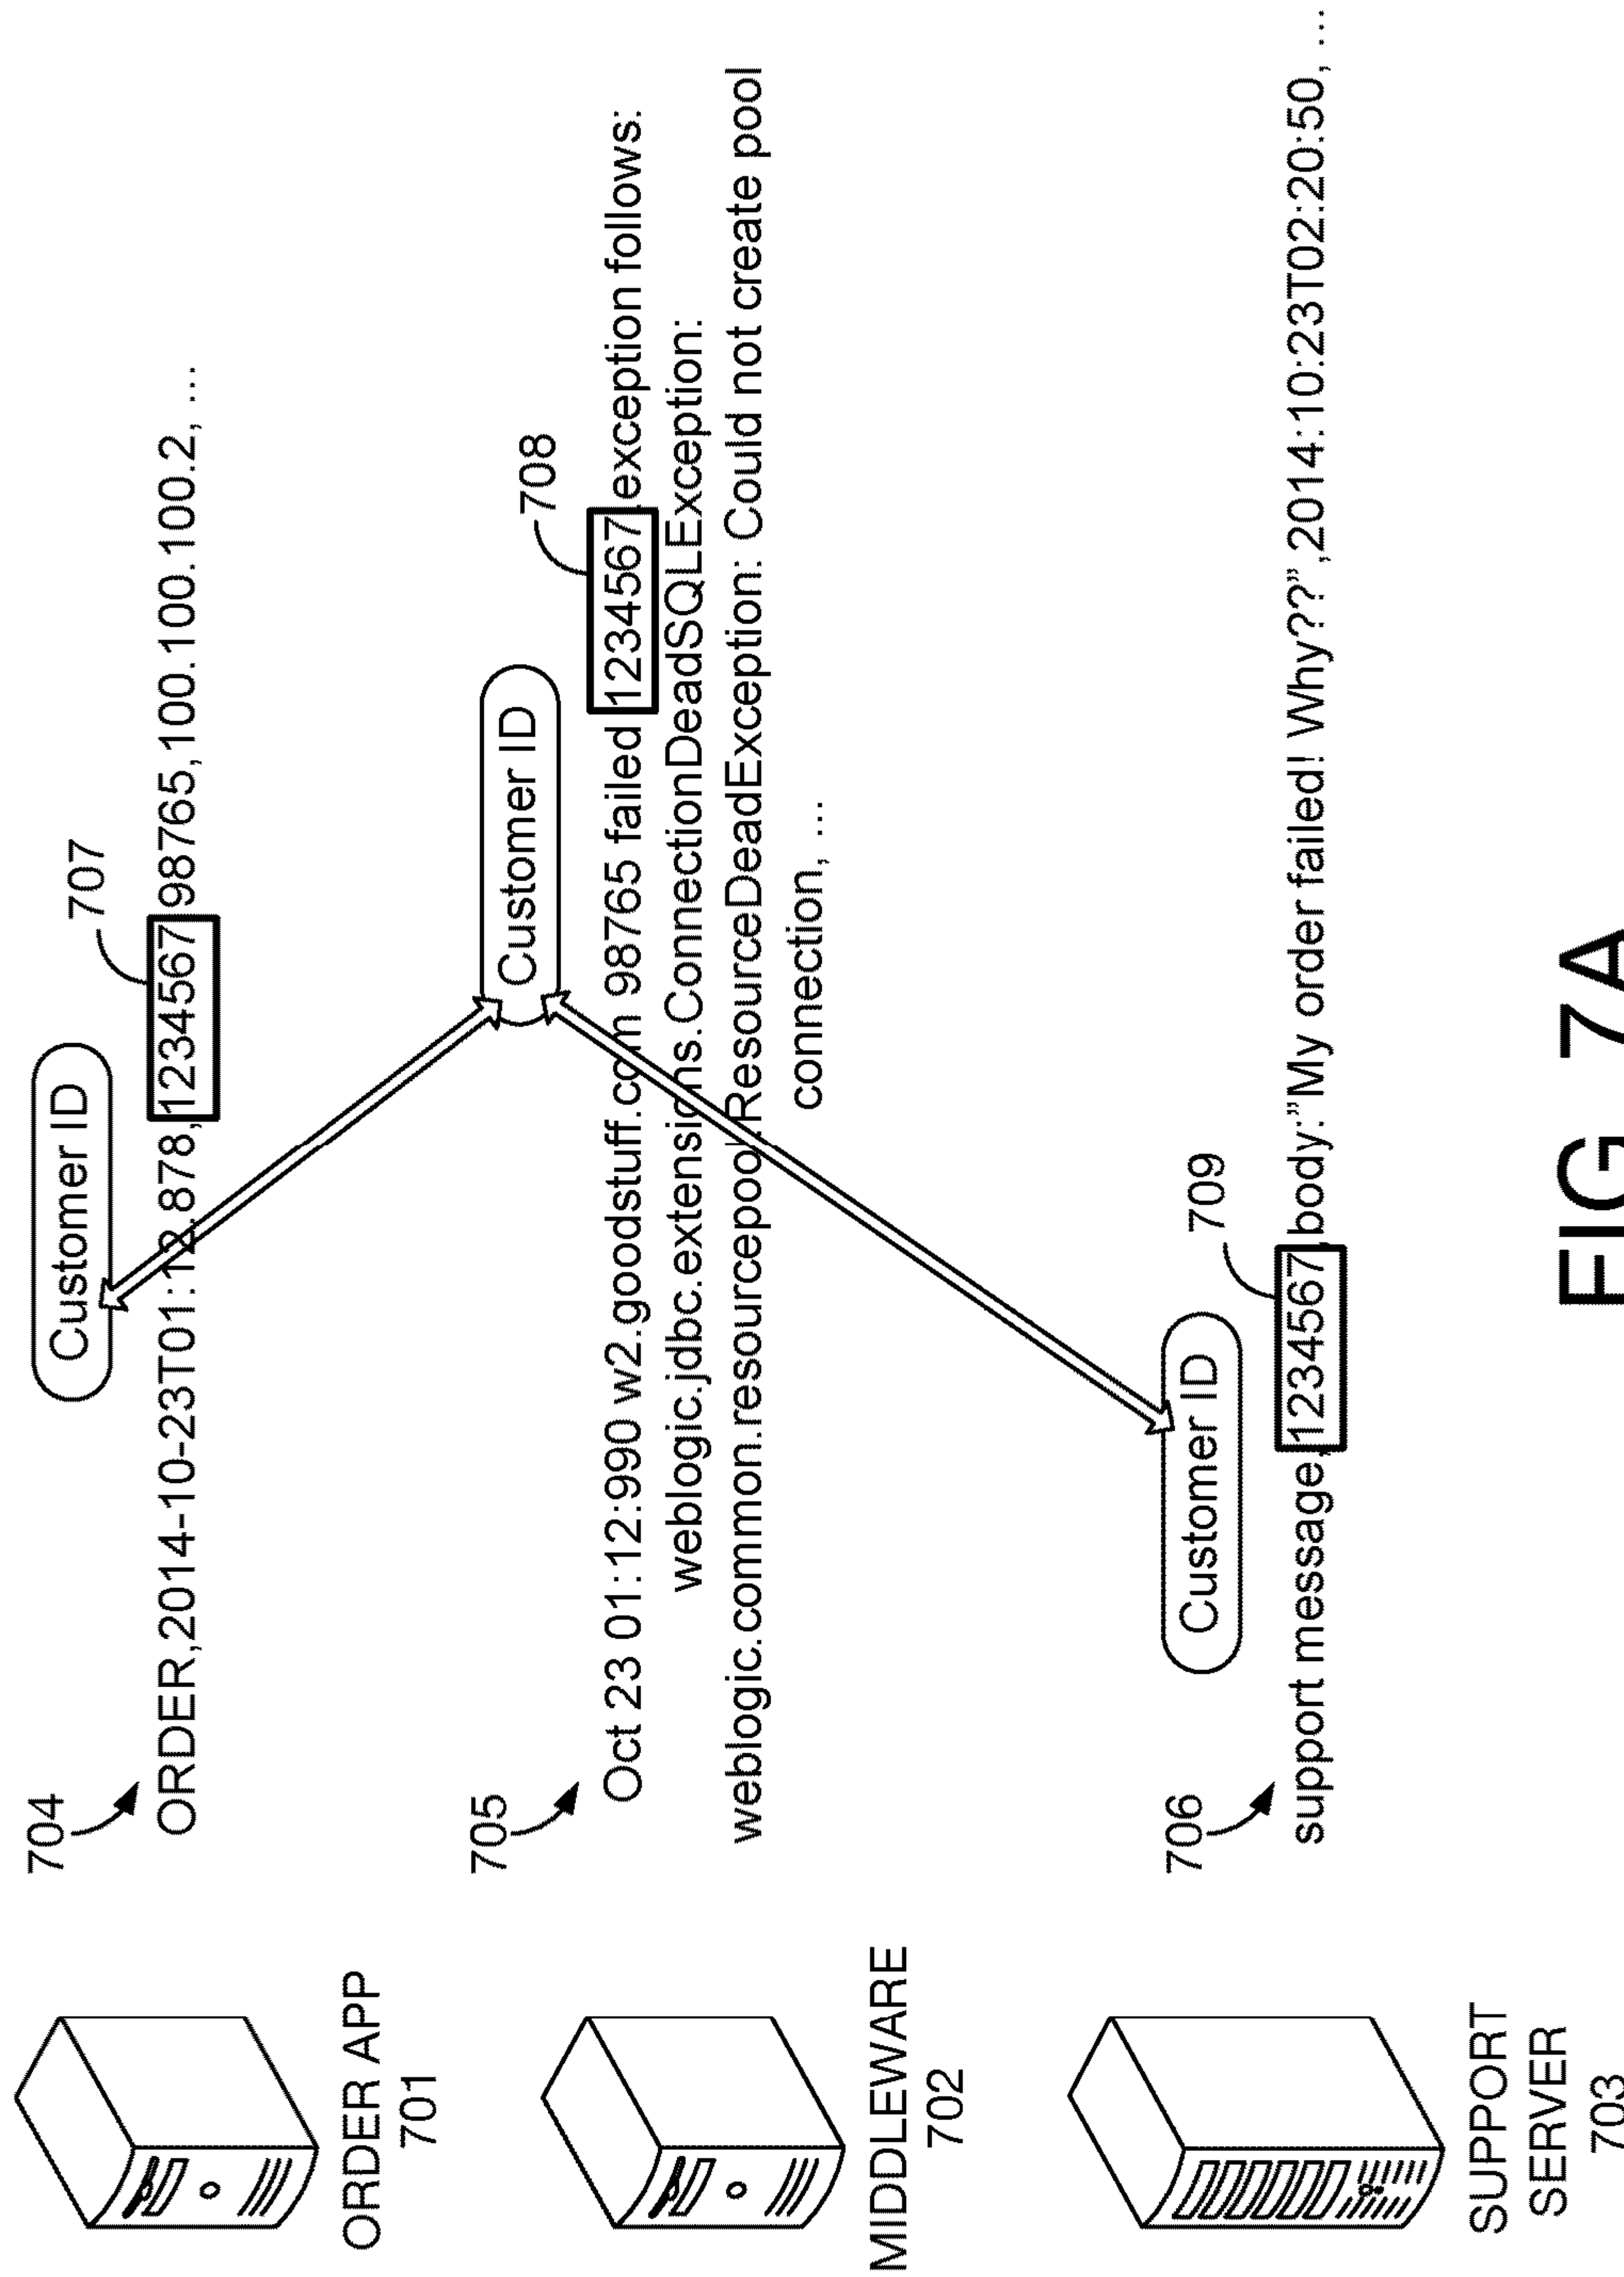 704
Customer ID
707
ORDER,2014-10-23T01:12.878,1234567,98765,100.100.100.2, …
ORDER APP
701
705
Customer ID
708
Oct 23 01:12:990 w2.goodstuff.com 98765 failed 1234567,exception follows:
weblogic.jdbc.extensions.ConnectionDeadSQLException:
weblogic.common.resourcepool.ResourceDeadException: Could not create pool
connection, …
MIDDLEWARE
702
706
Customer ID
709
support message,1234567,body:”My order failed! Why???”,2014:10:23T02:20:50, …
SUPPORT
SERVER
703
FIG 7A